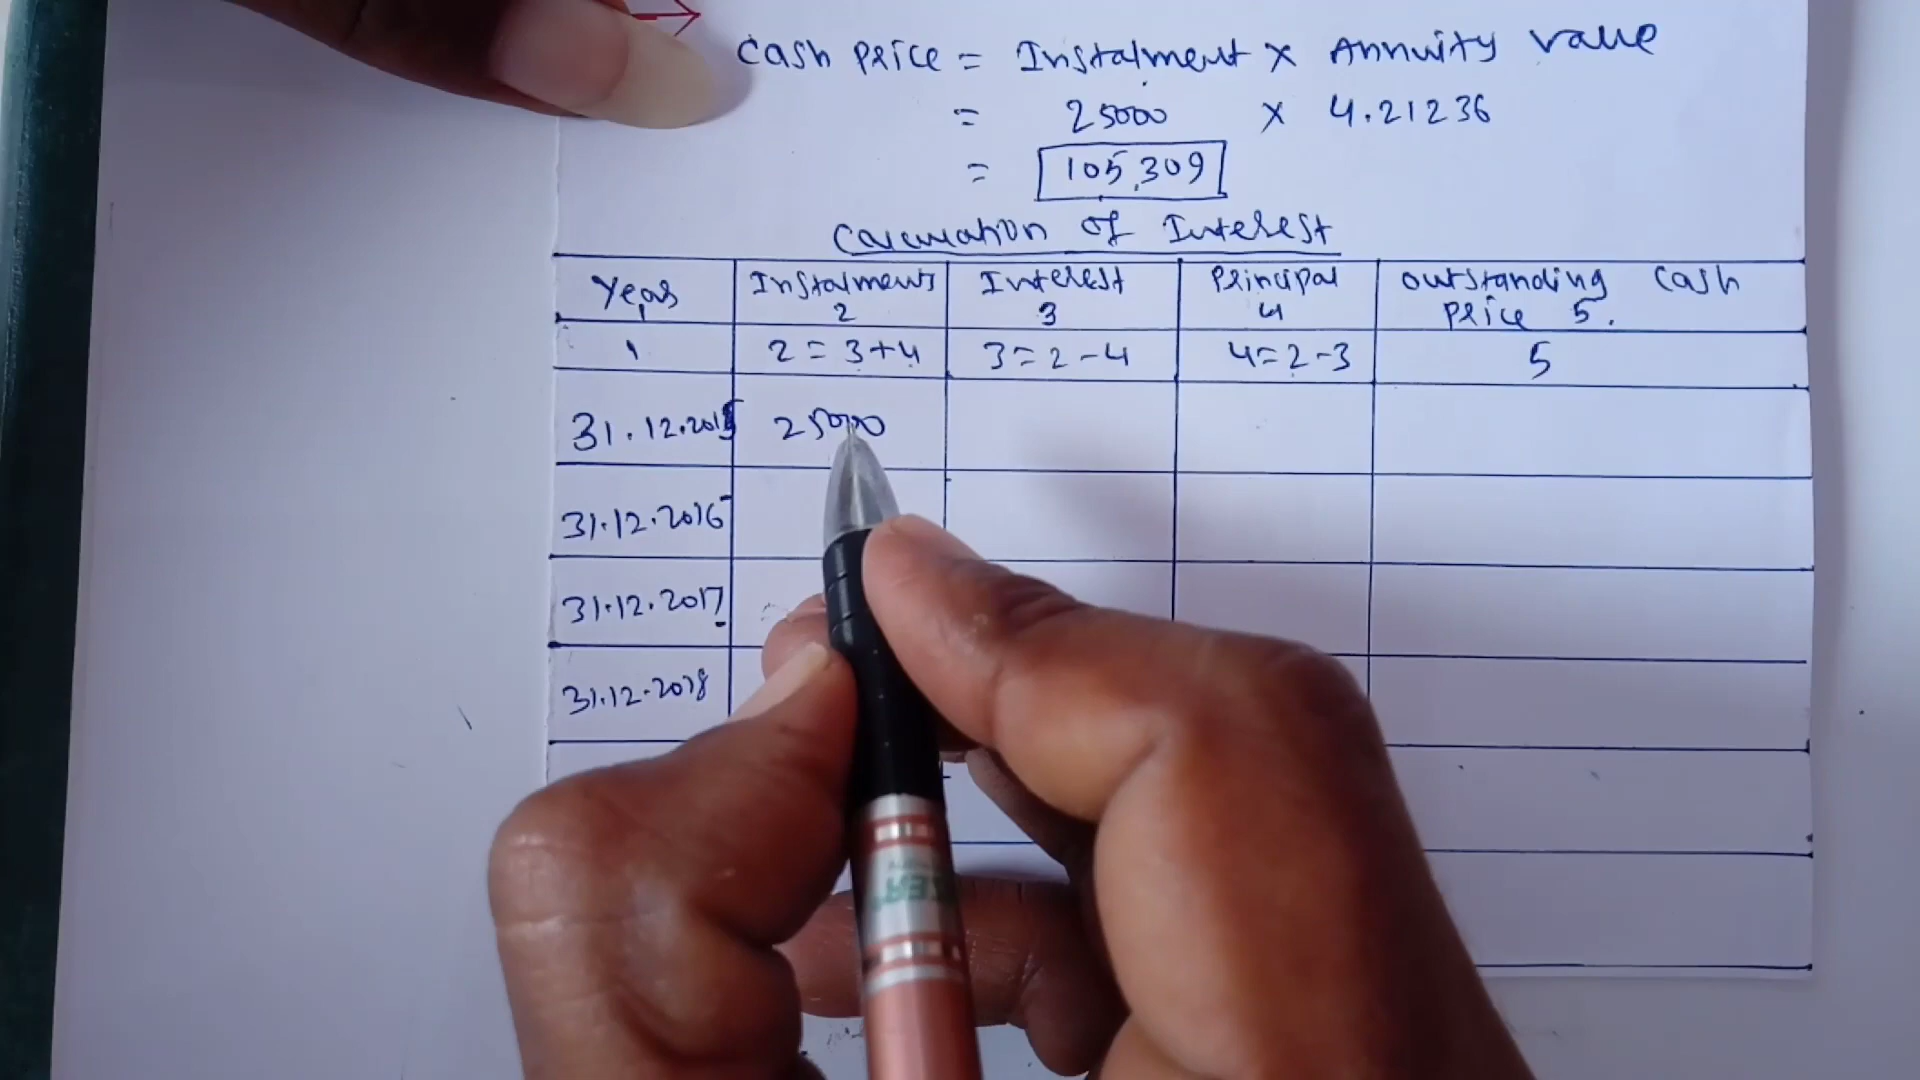 Cash Price = Instalment x Annuity value
= 25000 x 4.21236
= 105,309
Calculation of Interest
Years 1 Instalments 2 Interest 3 Principal 4 Outstanding Cash Price 5.
1 2 = 3+4 3 = 2 - 4 4 = 2 - 3 5
31.12.2015 25000
31.12.2016
31.12.2017
31.12.2018